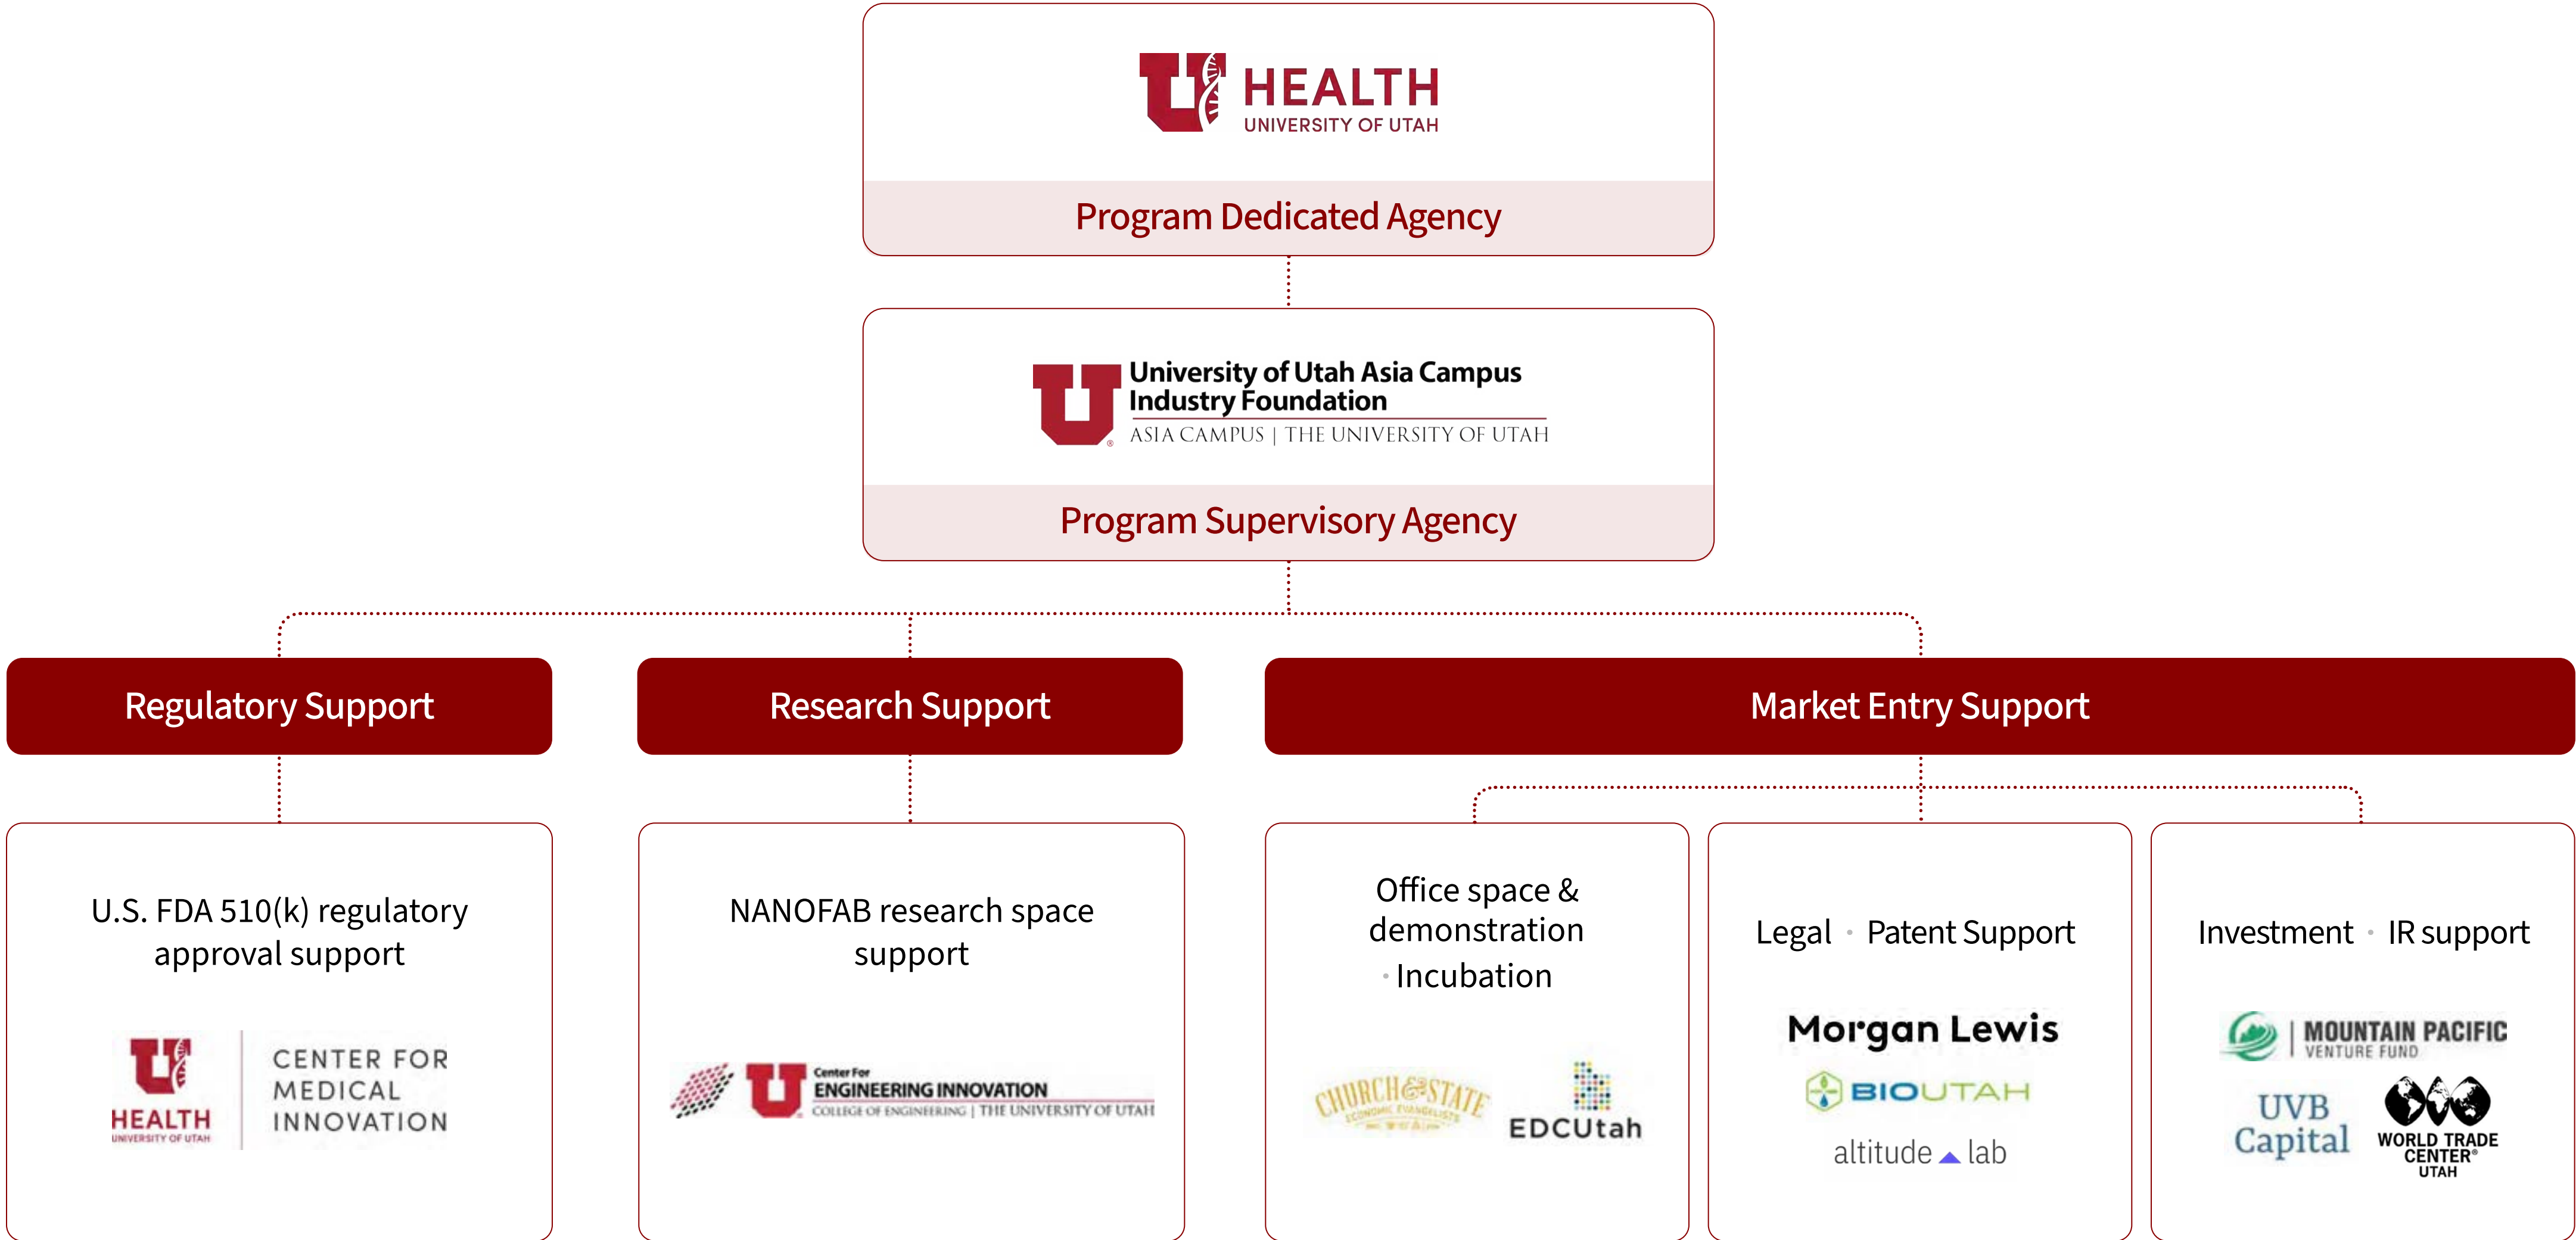 HEALTH
UNIVERSITY OF UTAH
Program Dedicated Agency
University of Utah Asia Campus
Industry Foundation
ASIA CAMPUS | THE UNIVERSITY OF UTAH
Program Supervisory Agency
Regulatory Support
Research Support
Market Entry Support
U.S. FDA 510(k) regulatory
approval support
HEALTH
UNIVERSITY OF UTAH
CENTER FOR
MEDICAL
INNOVATION
NANOFAB research space
support
Center For
ENGINEERING INNOVATION
COLLEGE OF ENGINEERING | THE UNIVERSITY OF UTAH
Office space &
demonstration
· Incubation
CHURCH & STATE
ECONOMIC EVANGELISTS
EDCUtah
Legal · Patent Support
Morgan Lewis
BIOUTAH
altitude lab
Investment · IR support
MOUNTAIN PACIFIC
VENTURE FUND
UVB
Capital
WORLD TRADE
CENTER®
UTAH